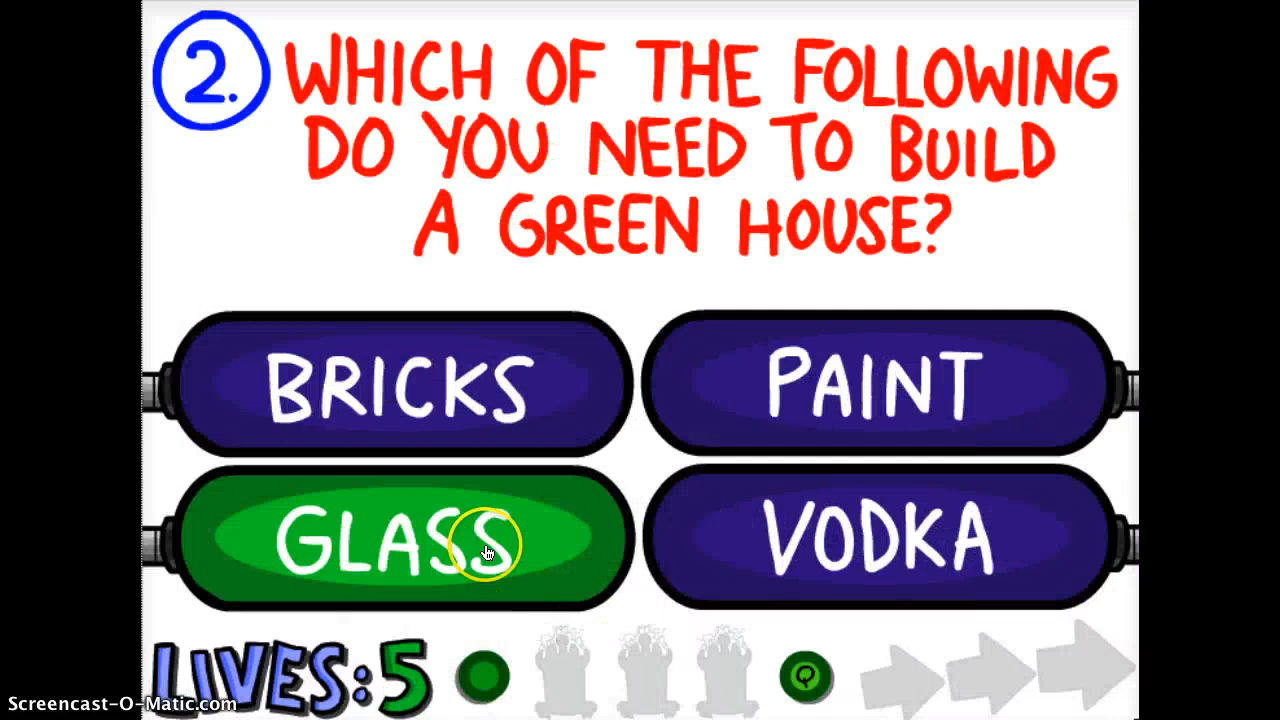 2. WHICH OF THE FOLLOWING
DO YOU NEED TO BUILD
A GREEN HOUSE?
BRICKS
PAINT
GLASS
VODKA
LIVES:5
Q
Screencast-O-Matic.com